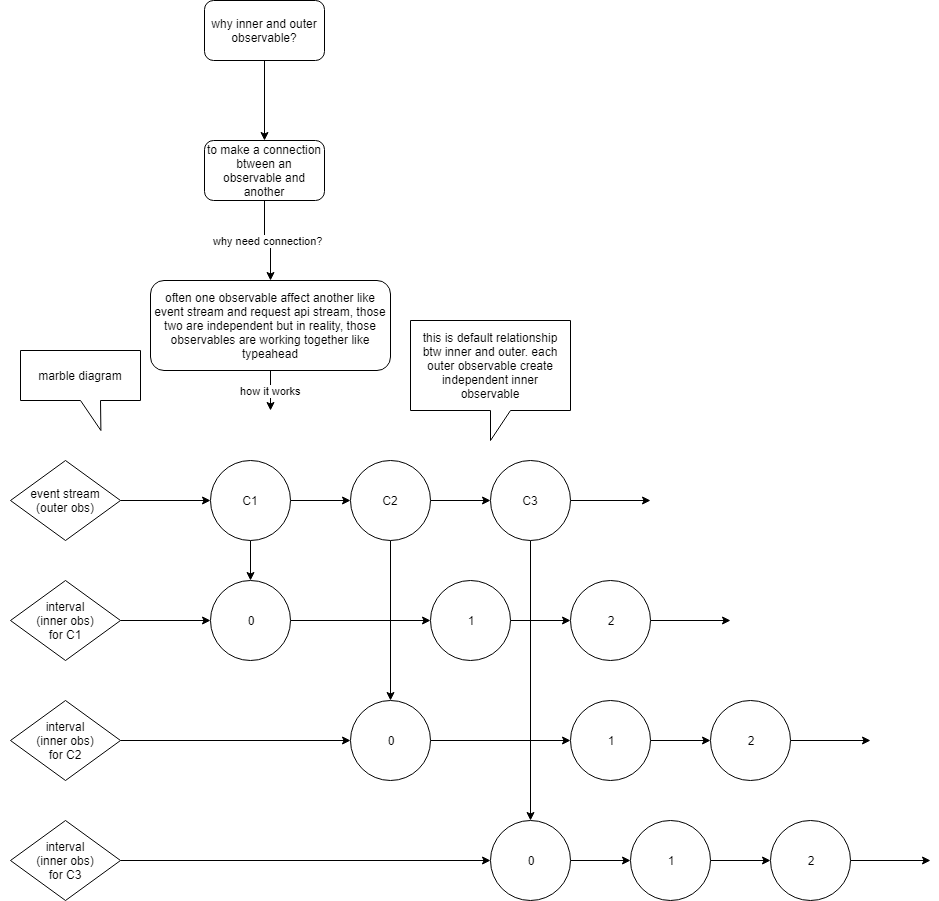 why inner and outer
observable?
to make a connection
btween an
observable and
another
why need connection?
often one observable affect another like
event stream and request api stream, those
two are independent but in reality, those
observables are working together like
typeahead
how it works
marble diagram
this is default relationship
btw inner and outer. each
outer observable create
independent inner
observable
event stream
(outer obs)
C1
C2
C3
interval
(inner obs)
for C1
0
1
2
interval
(inner obs)
for C2
0
1
2
interval
(inner obs)
for C3
0
1
2